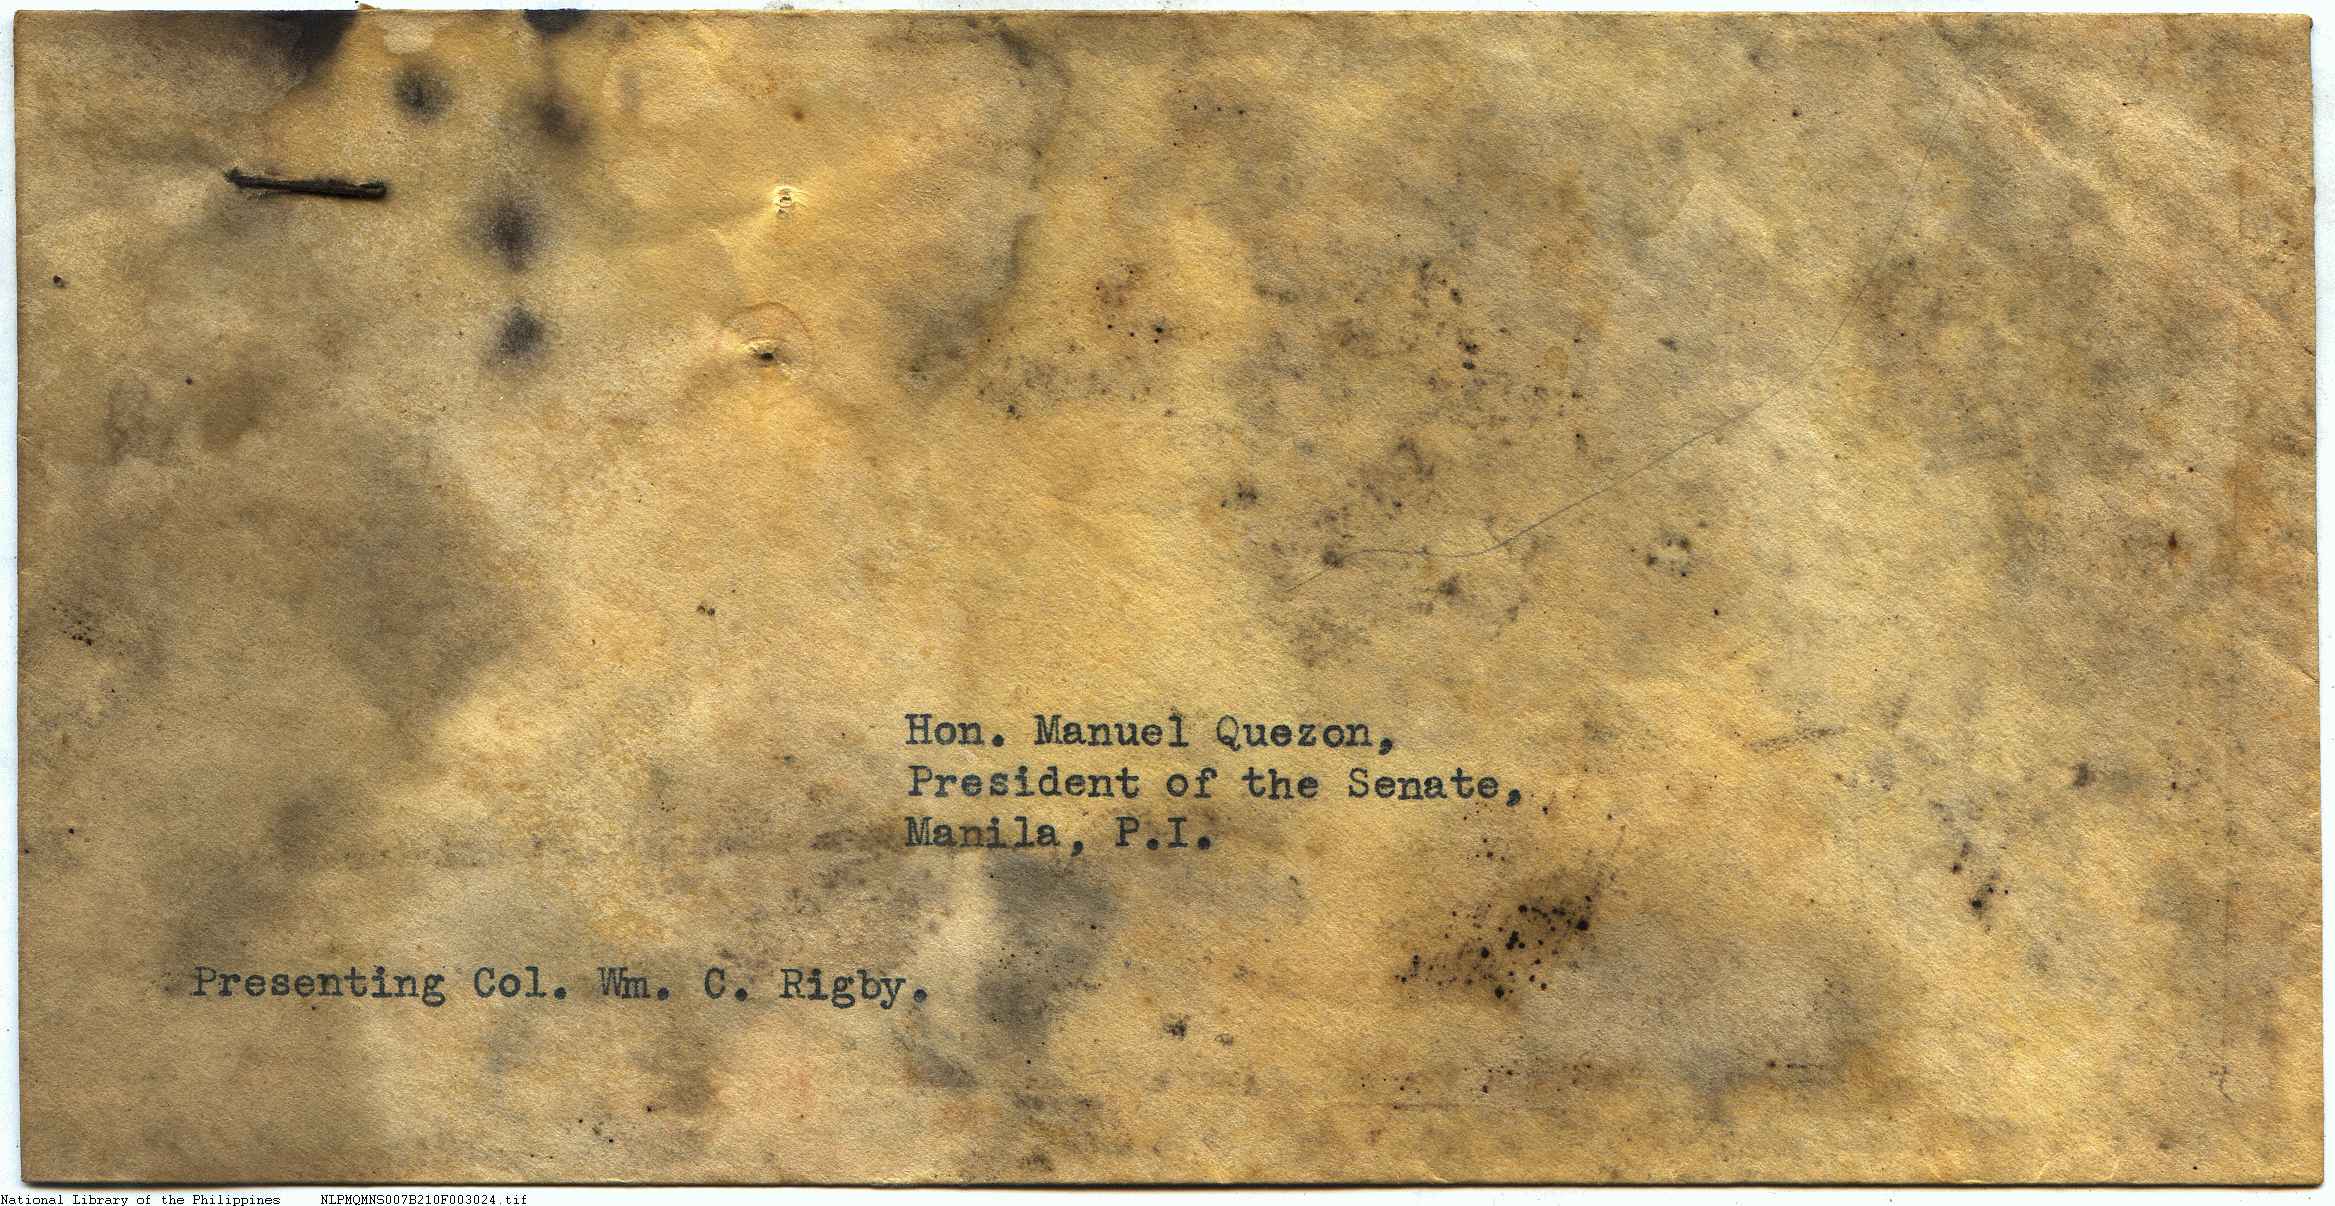 Hon. Manuel Quezon,
President of the Senate,
Manila, P.I.
Presenting Col. Wm. C. Rigby.
National Library of the Philippines NLPMQMNS007B210F003024.tif